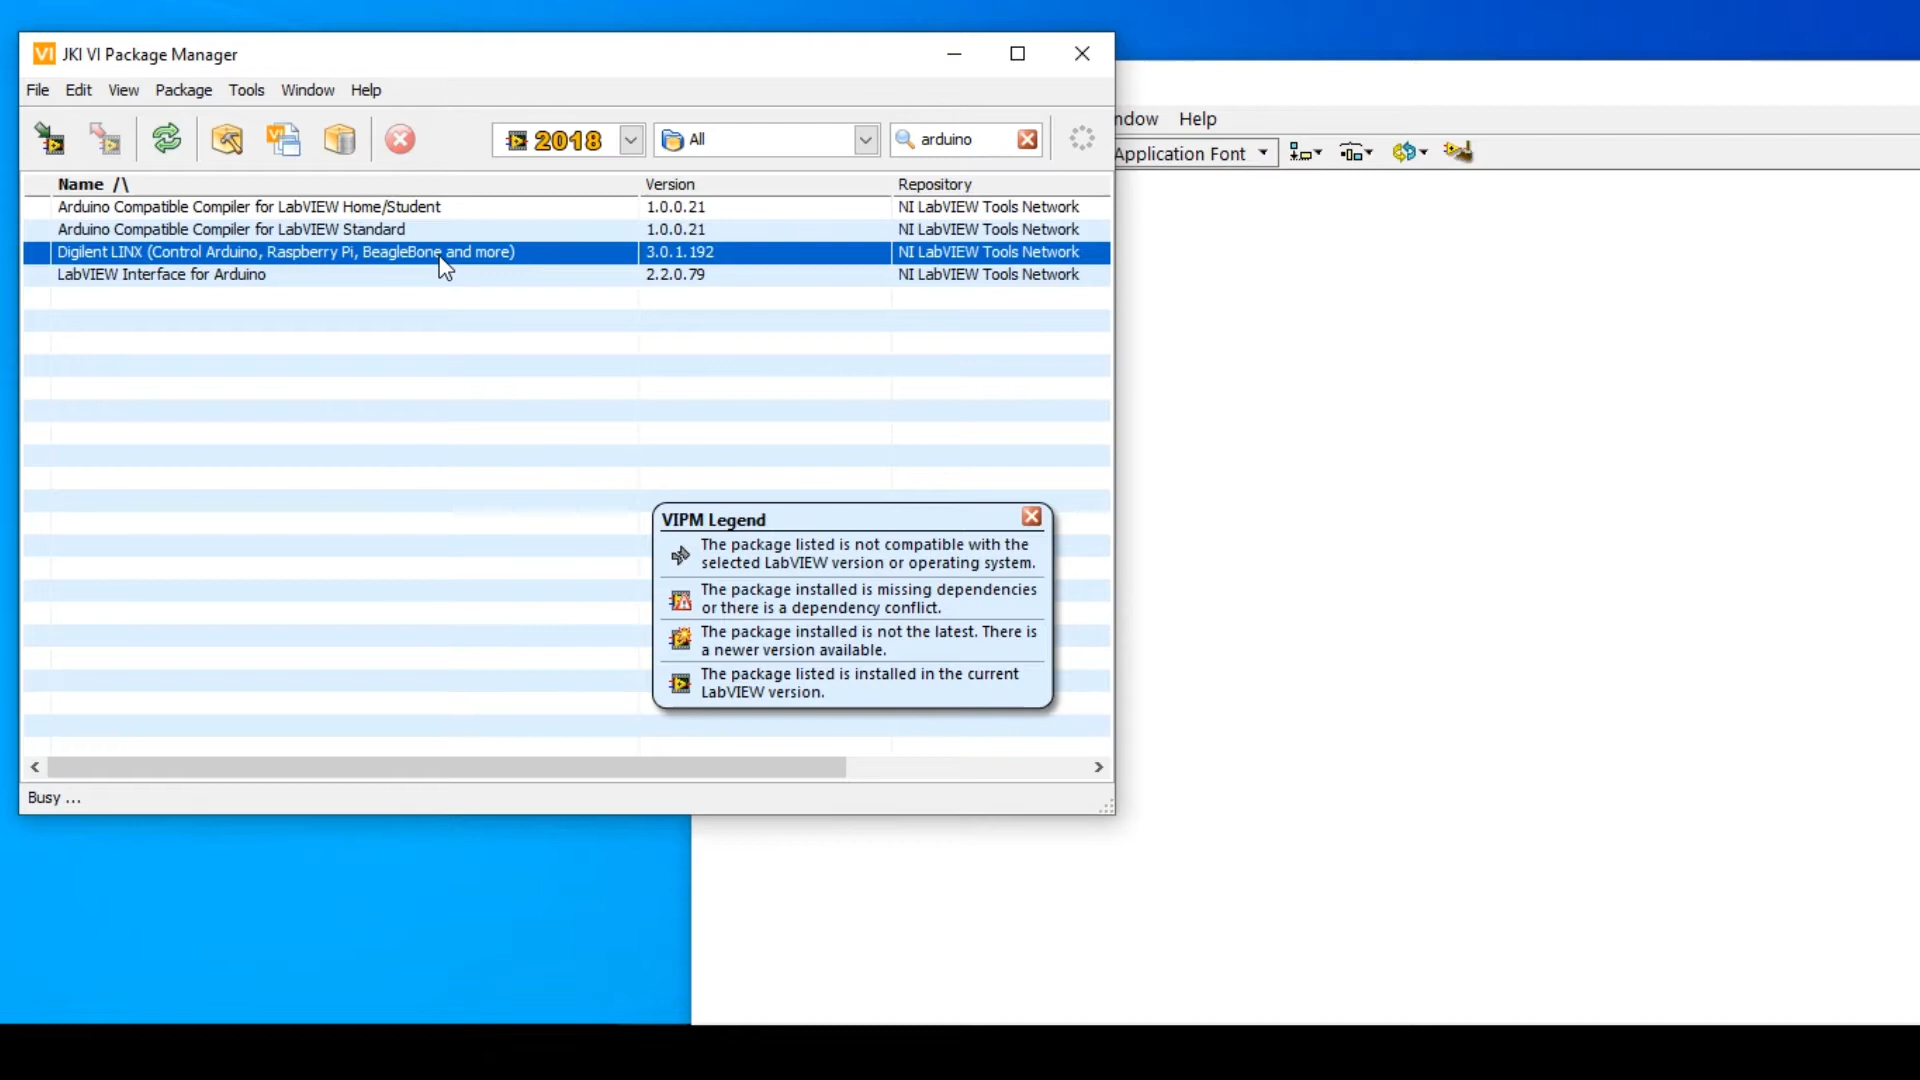 VI JKI VI Package Manager
File Edit View Package Tools Window Help
ndow Help
2018 All arduino
Application Font
Name /\ Version Repository
Arduino Compatible Compiler for LabVIEW Home/Student 1.0.0.21 NI LabVIEW Tools Network
Arduino Compatible Compiler for LabVIEW Standard 1.0.0.21 NI LabVIEW Tools Network
Digilent LINX (Control Arduino, Raspberry Pi, BeagleBone and more) 3.0.1.192 NI LabVIEW Tools Network
LabVIEW Interface for Arduino 2.2.0.79 NI LabVIEW Tools Network
VIPM Legend
The package listed is not compatible with the
selected LabVIEW version or operating system.
The package installed is missing dependencies
or there is a dependency conflict.
The package installed is not the latest. There is
a newer version available.
The package listed is installed in the current
LabVIEW version.
Busy ...